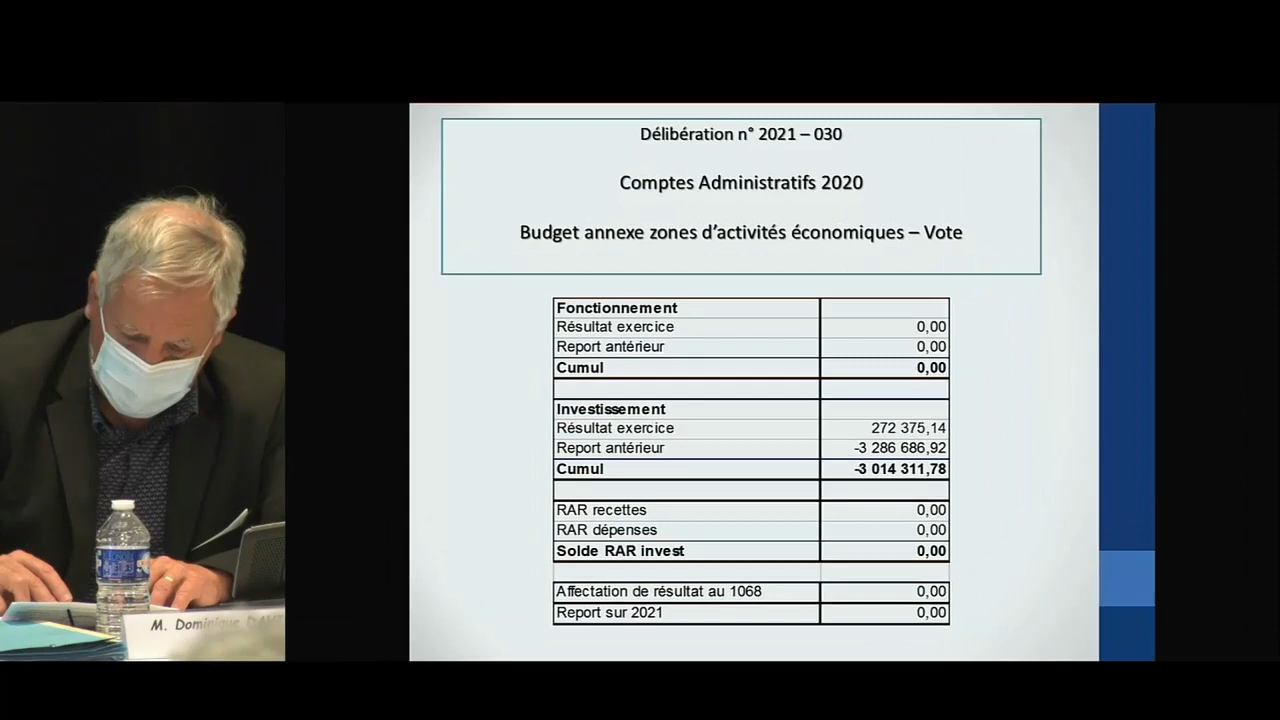 Délibération n° 2021 – 030
Comptes Administratifs 2020
Budget annexe zones d’activités économiques – Vote
Fonctionnement
Résultat exercice 0,00
Report antérieur 0,00
Cumul 0,00
Investissement
Résultat exercice 272 375,14
Report antérieur -3 286 686,92
Cumul -3 014 311,78
RAR recettes 0,00
RAR dépenses 0,00
Solde RAR invest 0,00
Affectation de résultat au 1068 0,00
Report sur 2021 0,00
M. Dominique